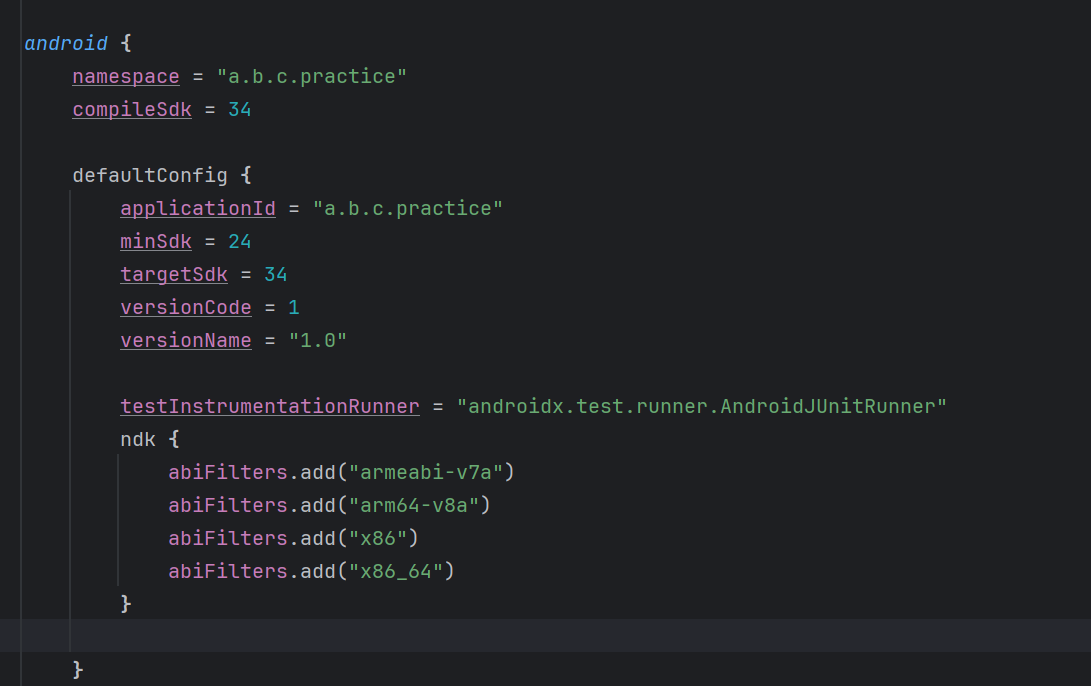 android {
    namespace = "a.b.c.practice"
    compileSdk = 34

    defaultConfig {
        applicationId = "a.b.c.practice"
        minSdk = 24
        targetSdk = 34
        versionCode = 1
        versionName = "1.0"

        testInstrumentationRunner = "androidx.test.runner.AndroidJUnitRunner"
        ndk {
            abiFilters.add("armeabi-v7a")
            abiFilters.add("arm64-v8a")
            abiFilters.add("x86")
            abiFilters.add("x86_64")
        }

    }